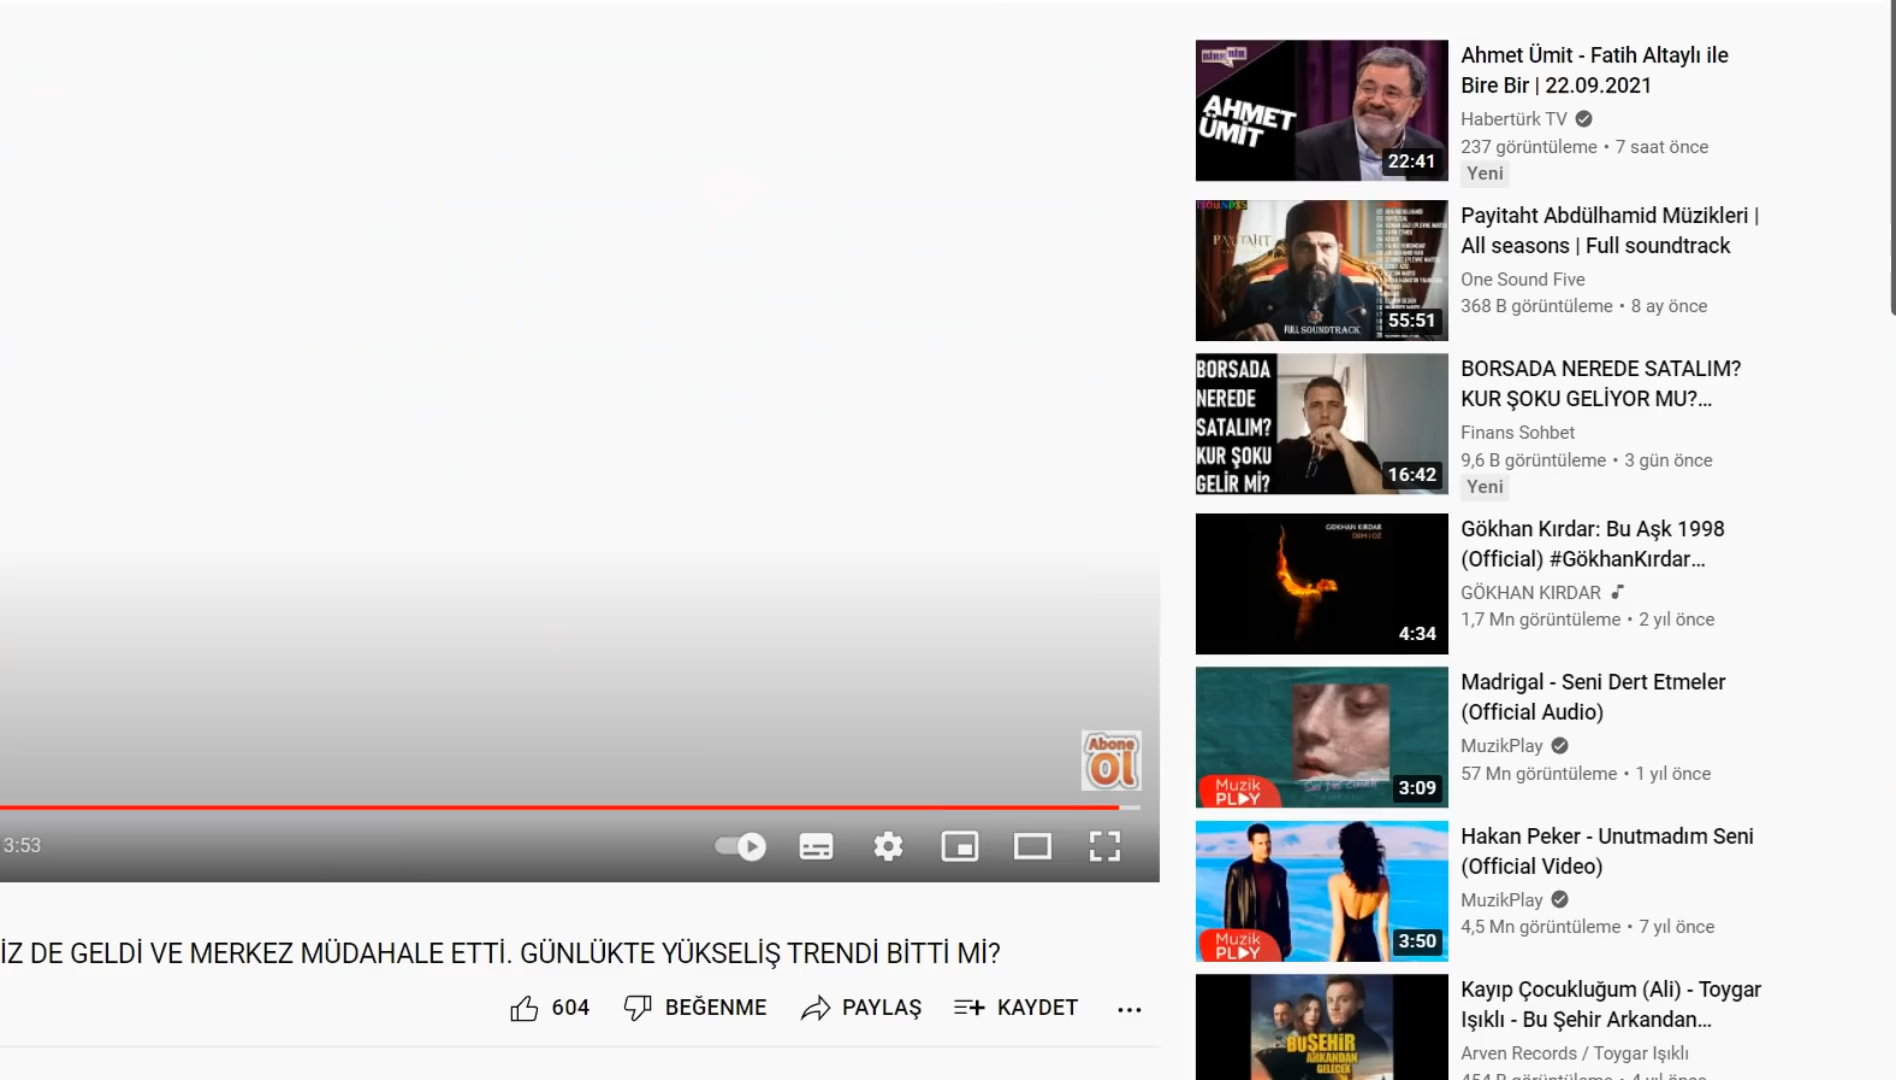 Abone
Ol
3:53
İZ DE GELDİ VE MERKEZ MÜDAHALE ETTİ. GÜNLÜKTE YÜKSELİŞ TRENDİ BİTTİ Mİ?
604 BEĞENME PAYLAŞ KAYDET
AHMET
ÜMİT
22:41
Ahmet Ümit - Fatih Altaylı ile
Bire Bir | 22.09.2021
Habertürk TV
237 görüntüleme • 7 saat önce
Yeni
PAYİTAHT
FULL SOUNDTRACK
55:51
Payitaht Abdülhamid Müzikleri |
All seasons | Full soundtrack
One Sound Five
368 B görüntüleme • 8 ay önce
BORSADA
NEREDE
SATALIM?
KUR ŞOKU
GELİR Mİ?
16:42
BORSADA NEREDE SATALIM?
KUR ŞOKU GELİYOR MU?...
Finans Sohbet
9,6 B görüntüleme • 3 gün önce
Yeni
GÖKHAN KIRDAR
4:34
Gökhan Kırdar: Bu Aşk 1998
(Official) #GökhanKırdar...
GÖKHAN KIRDAR
1,7 Mn görüntüleme • 2 yıl önce
Muzik
PLAY
3:09
Madrigal - Seni Dert Etmeler
(Official Audio)
MuzikPlay
57 Mn görüntüleme • 1 yıl önce
Muzik
PLAY
3:50
Hakan Peker - Unutmadım Seni
(Official Video)
MuzikPlay
4,5 Mn görüntüleme • 7 yıl önce
BU ŞEHİR
ARKANDAN
GELECEK
Kayıp Çocukluğum (Ali) - Toygar
Işıklı - Bu Şehir Arkandan...
Arven Records / Toygar Işıklı